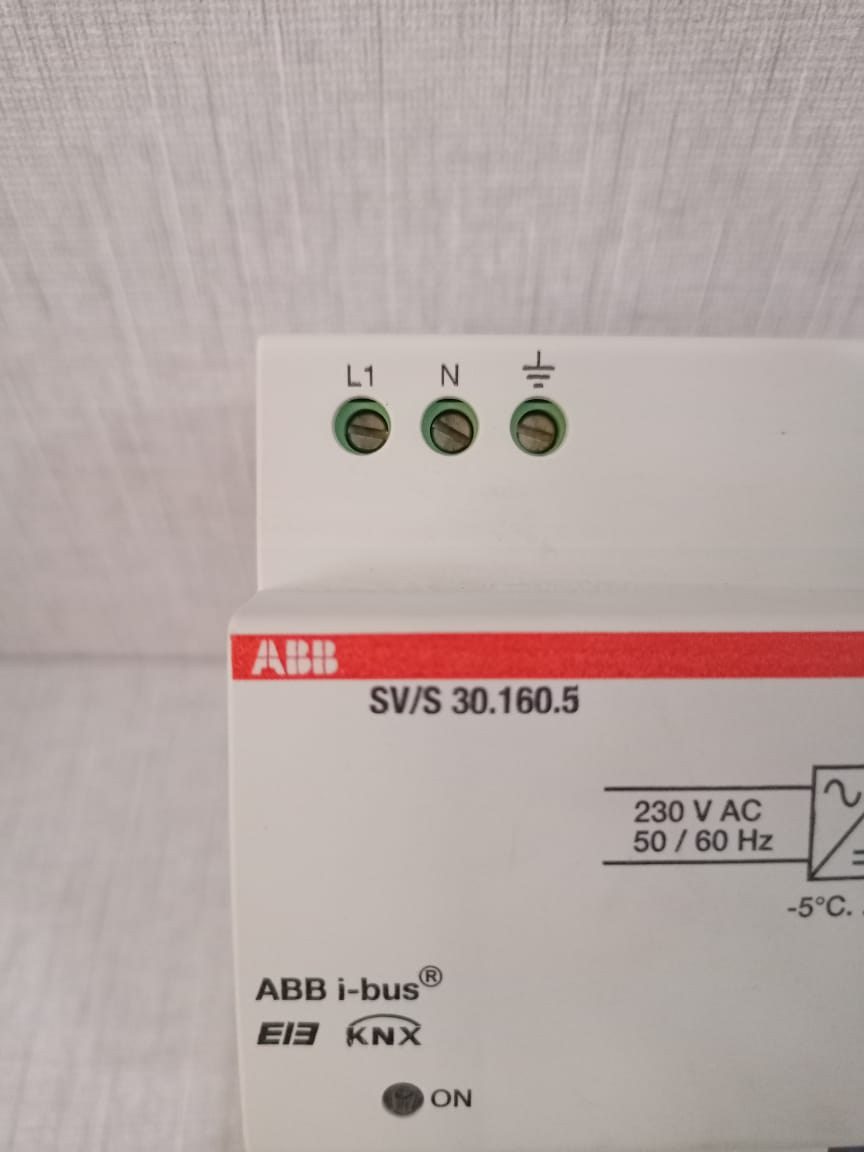 L1 N
ABB
SV/S 30.160.5
230 V AC
50 / 60 Hz
-5°C.
ABB i-bus®
EIB KNX
ON